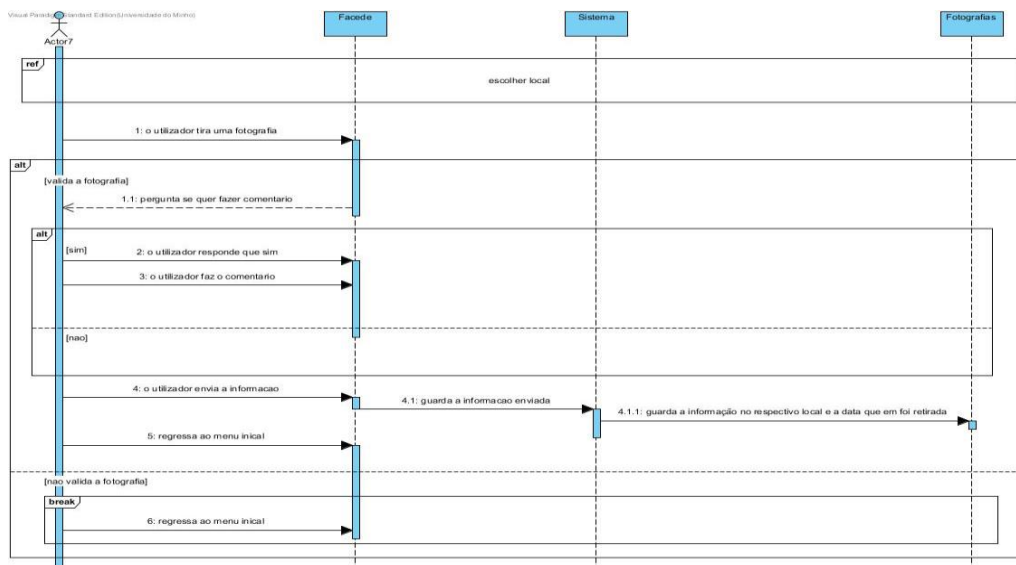 Visual Paradigm Standard Edition(Universidade do Minho)
Actor7
Facede
Sistema
Fotografias
ref
escolher local
1: o utilizador tira uma fotografia
alt
[valida a fotografia]
1.1: pergunta se quer fazer comentario
alt
[sim]
2: o utilizador responde que sim
3: o utilizador faz o comentario
[nao]
4: o utilizador envia a informacao
4.1: guarda a informacao enviada
4.1.1: guarda a informação no respectivo local e a data que em foi retirada
5: regressa ao menu inical
[nao valida a fotografia]
break
6: regressa ao menu inical